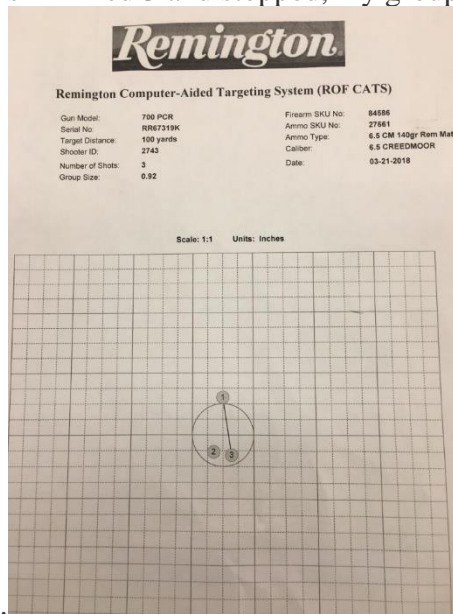 Remington
Remington Computer-Aided Targeting System (ROF CATS)
Gun Model: 700 PCR
Serial No: RR67319K
Target Distance: 100 yards
Shooter ID: 2743
Number of Shots: 3
Group Size: 0.92
Firearm SKU No: 84586
Ammo SKU No: 27661
Ammo Type: 6.5 CM 140gr Rem Mat
Caliber: 6.5 CREEDMOOR
Date: 03-21-2018
Scale: 1:1 Units: Inches
1
2 3